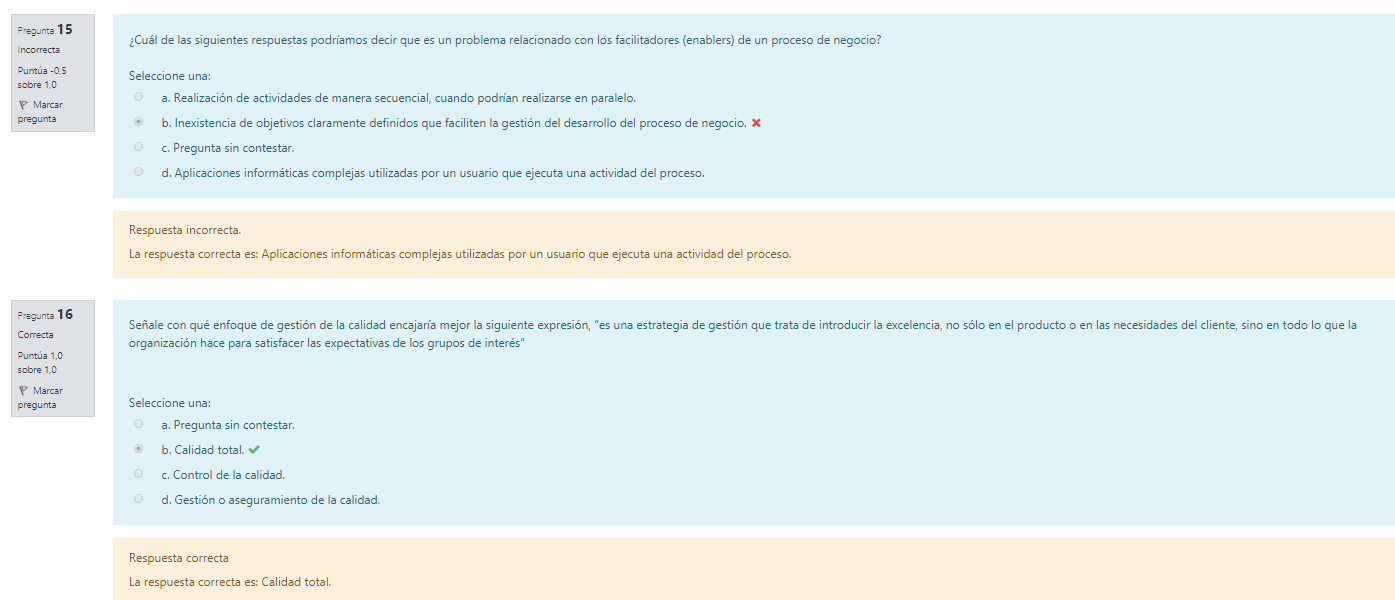 Pregunta 15
Incorrecta
Puntúa -0,5
sobre 1,0
Marcar
pregunta
¿Cuál de las siguientes respuestas podríamos decir que es un problema relacionado con los facilitadores (enablers) de un proceso de negocio?
Seleccione una:
a. Realización de actividades de manera secuencial, cuando podrían realizarse en paralelo.
b. Inexistencia de objetivos claramente definidos que faciliten la gestión del desarrollo del proceso de negocio.
c. Pregunta sin contestar.
d. Aplicaciones informáticas complejas utilizadas por un usuario que ejecuta una actividad del proceso.
Respuesta incorrecta.
La respuesta correcta es: Aplicaciones informáticas complejas utilizadas por un usuario que ejecuta una actividad del proceso.
Pregunta 16
Correcta
Puntúa 1,0
sobre 1,0
Marcar
pregunta
Señale con qué enfoque de gestión de la calidad encajaría mejor la siguiente expresión, "es una estrategia de gestión que trata de introducir la excelencia, no sólo en el producto o en las necesidades del cliente, sino en todo lo que la
organización hace para satisfacer las expectativas de los grupos de interés"
Seleccione una:
a. Pregunta sin contestar.
b. Calidad total.
c. Control de la calidad.
d. Gestión o aseguramiento de la calidad.
Respuesta correcta
La respuesta correcta es: Calidad total.